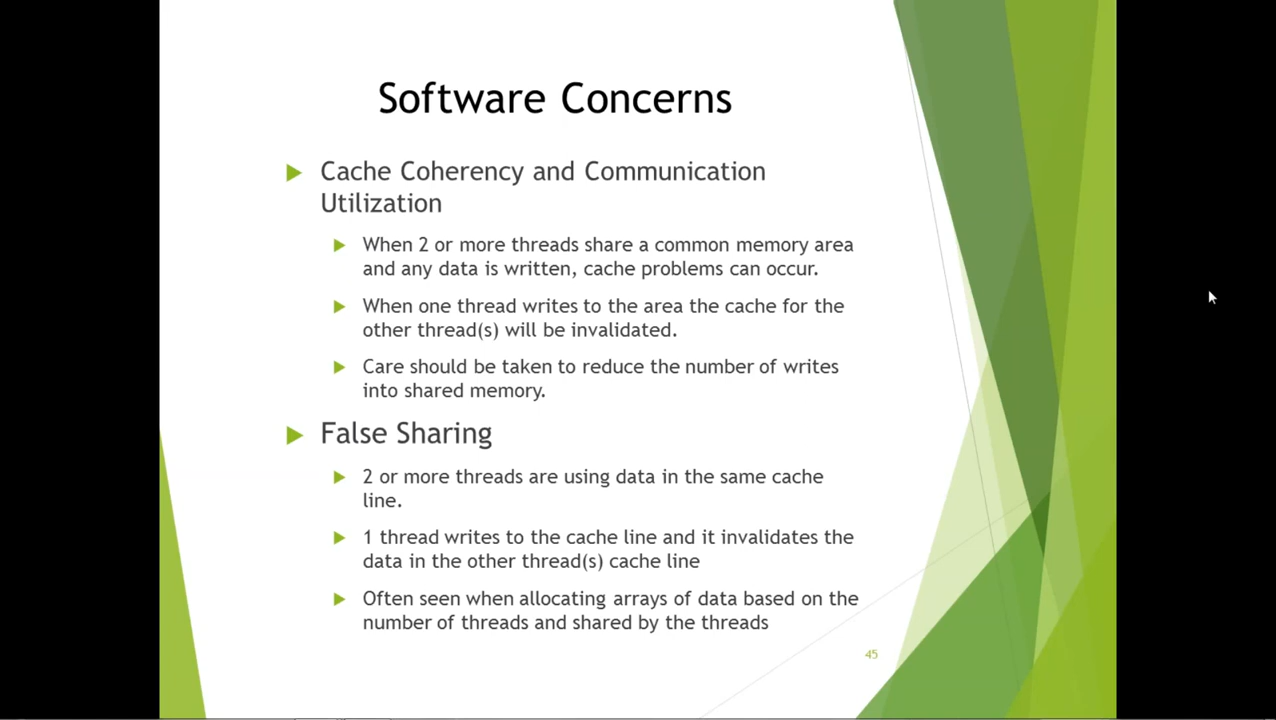 Software Concerns
Cache Coherency and Communication
Utilization
When 2 or more threads share a common memory area
and any data is written, cache problems can occur.
When one thread writes to the area the cache for the
other thread(s) will be invalidated.
Care should be taken to reduce the number of writes
into shared memory.
False Sharing
2 or more threads are using data in the same cache
line.
1 thread writes to the cache line and it invalidates the
data in the other thread(s) cache line
Often seen when allocating arrays of data based on the
number of threads and shared by the threads
45